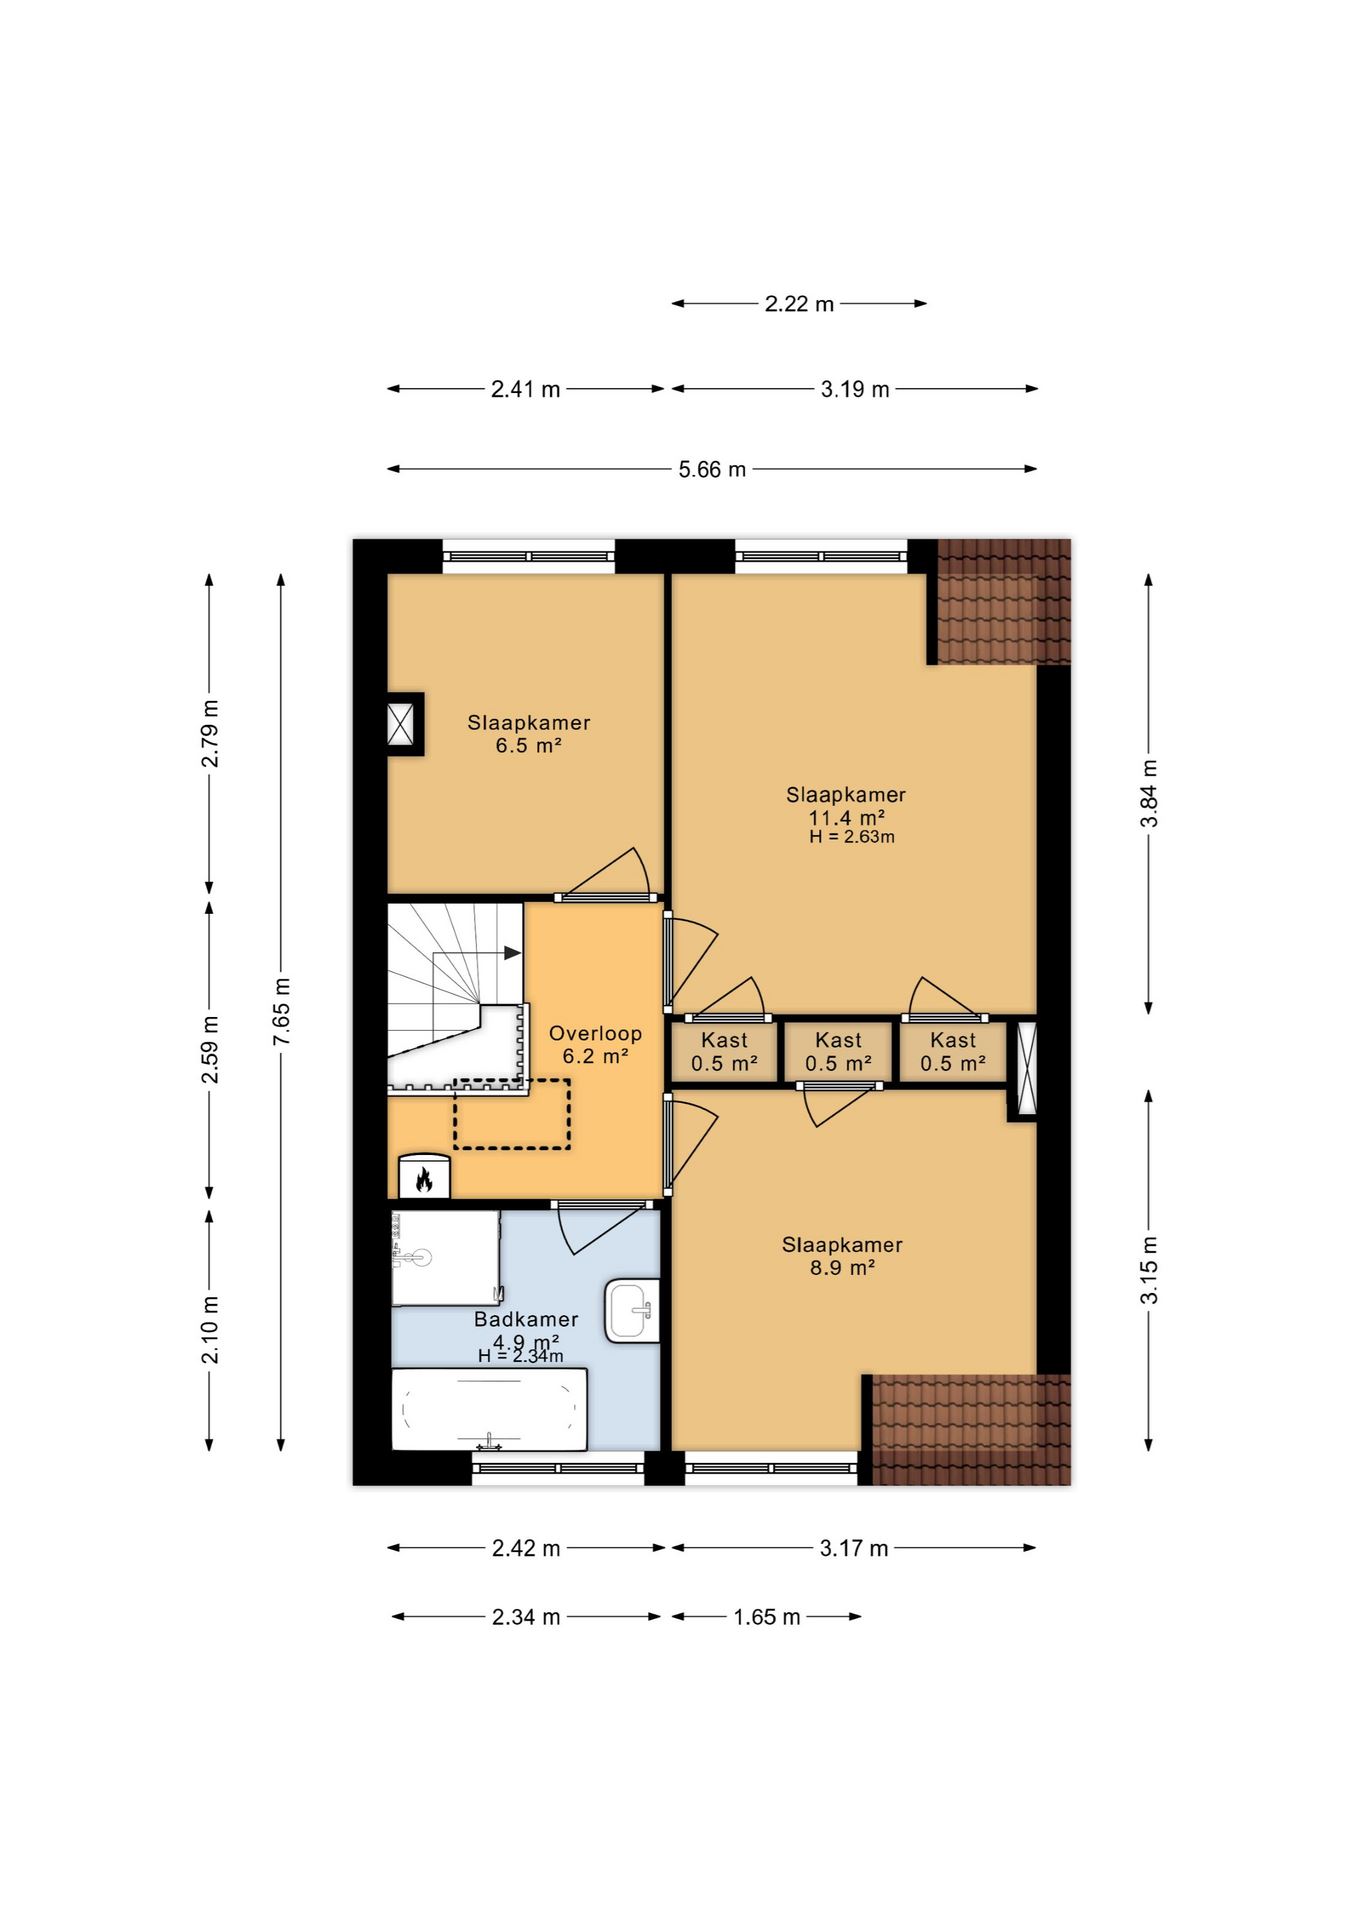 2.22 m
2.41 m
3.19 m
5.66 m
2.79 m
7.65 m
2.59 m
2.10 m
3.84 m
3.15 m
Slaapkamer
6.5 m²
Slaapkamer
11.4 m²
H = 2.63m
Overloop
6.2 m²
Kast
0.5 m²
Kast
0.5 m²
Kast
0.5 m²
Slaapkamer
8.9 m²
Badkamer
4.9 m²
H = 2.34m
2.42 m
3.17 m
2.34 m
1.65 m